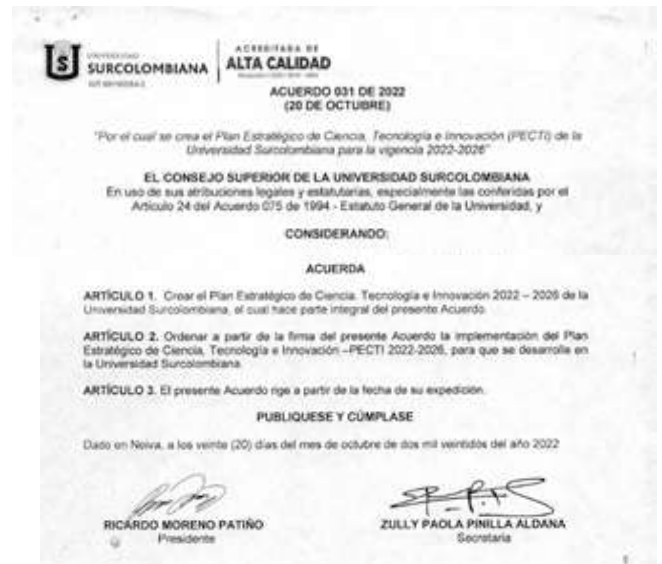 UNIVERSIDAD
SURCOLOMBIANA
ACREDITADA DE
ALTA CALIDAD
ACUERDO 031 DE 2022
(20 DE OCTUBRE)
"Por el cual se crea el Plan Estratégico de Ciencia, Tecnología e Innovación (PECTI) de la
Universidad Surcolombiana para la vigencia 2022-2026"
EL CONSEJO SUPERIOR DE LA UNIVERSIDAD SURCOLOMBIANA
En uso de sus atribuciones legales y estatutarias, especialmente las conferidas por el
Artículo 24 del Acuerdo 075 de 1994 - Estatuto General de la Universidad, y
CONSIDERANDO:
ACUERDA
ARTÍCULO 1. Crear el Plan Estratégico de Ciencia, Tecnología e Innovación 2022 – 2026 de la
Universidad Surcolombiana, el cual hace parte integral del presente Acuerdo.
ARTÍCULO 2. Ordenar a partir de la firma del presente Acuerdo la implementación del Plan
Estratégico de Ciencia, Tecnología e Innovación –PECTI 2022-2026, para que se desarrolle en
la Universidad Surcolombiana.
ARTÍCULO 3. El presente Acuerdo rige a partir de la fecha de su expedición.
PUBLIQUESE Y CÚMPLASE
Dado en Neiva, a los veinte (20) días del mes de octubre de dos mil veintidos del año 2022
RICARDO MORENO PATIÑO
Presidente
ZULLY PAOLA PINILLA ALDANA
Secretaria